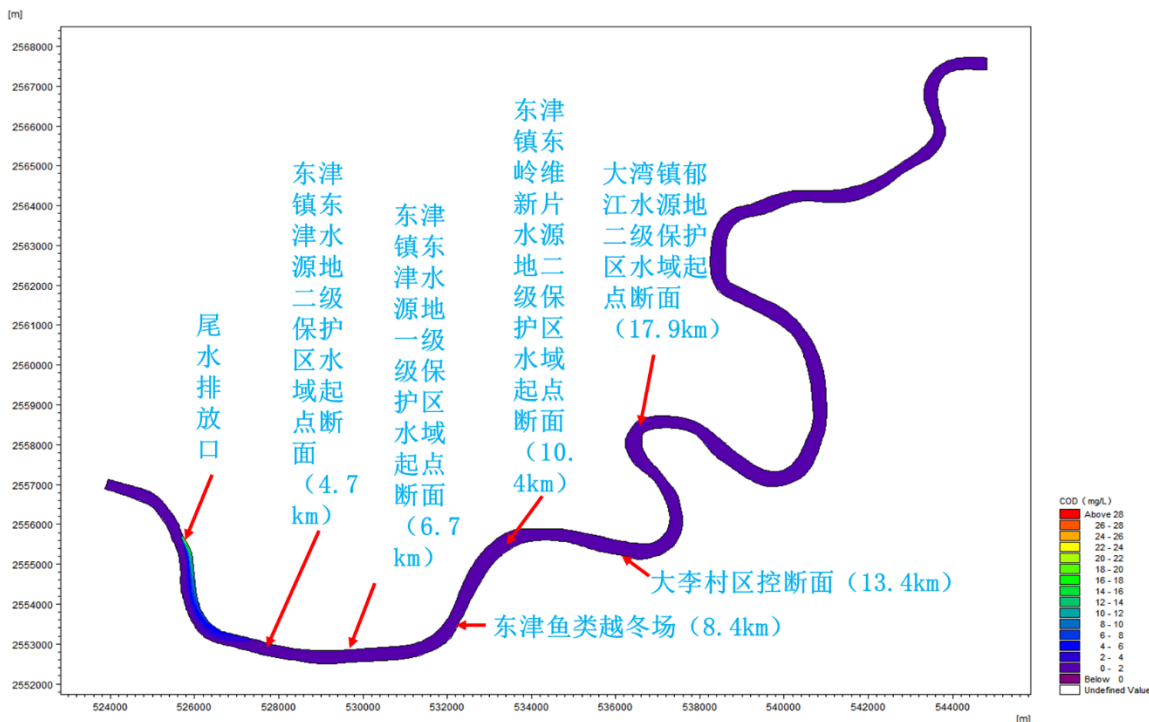 [m]
2568000
2567000
2566000
2565000
2564000
2563000
2562000
2561000
2560000
2559000
2558000
2557000
2556000
2555000
2554000
2553000
2552000
尾水排放口
东津
镇东
津水
源地
二级
保护
区水
域起
点断
面
（4.7
km）
东津
镇东
津水
源地
一级
级保
护区
水域
起点
断面
（6.7
km）
东津
镇东
岭维
新片
水源
地二
级保
护区
水域
起点
断面
（10.
4km）
大湾镇郁
江水源地
二级保护
区水域起
点断面
（17.9km）
大李村区控断面（13.4km）
东津鱼类越冬场（8.4km）
COD (mg/L)
Above 28
26 - 28
24 - 26
22 - 24
20 - 22
18 - 20
16 - 18
14 - 16
12 - 14
10 - 12
8 - 10
6 - 8
4 - 6
2 - 4
0 - 2
Below 0
Undefined Value
524000
526000
528000
530000
532000
534000
536000
538000
540000
542000
544000
[m]